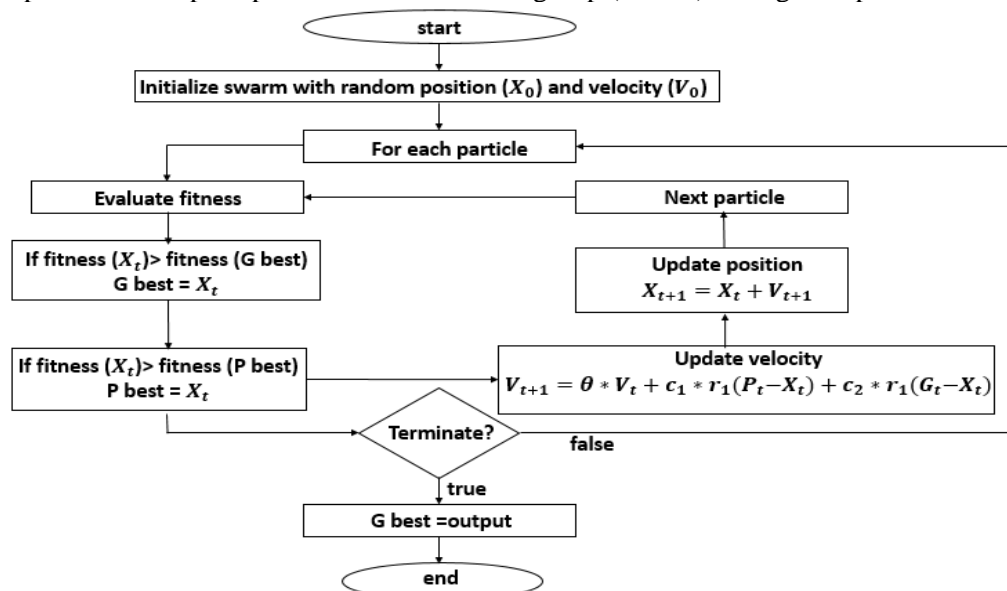 start
Initialize swarm with random position (X₀) and velocity (V₀)
For each particle
Evaluate fitness
Next particle
If fitness (Xₜ)> fitness (G best)
G best = Xₜ
Update position
Xₜ₊₁ = Xₜ + Vₜ₊₁
If fitness (Xₜ)> fitness (P best)
P best = Xₜ
Update velocity
Vₜ₊₁ = θ * Vₜ + c₁ * r₁(Pₜ−Xₜ) + c₂ * r₁(Gₜ−Xₜ)
Terminate?
false
true
G best =output
end